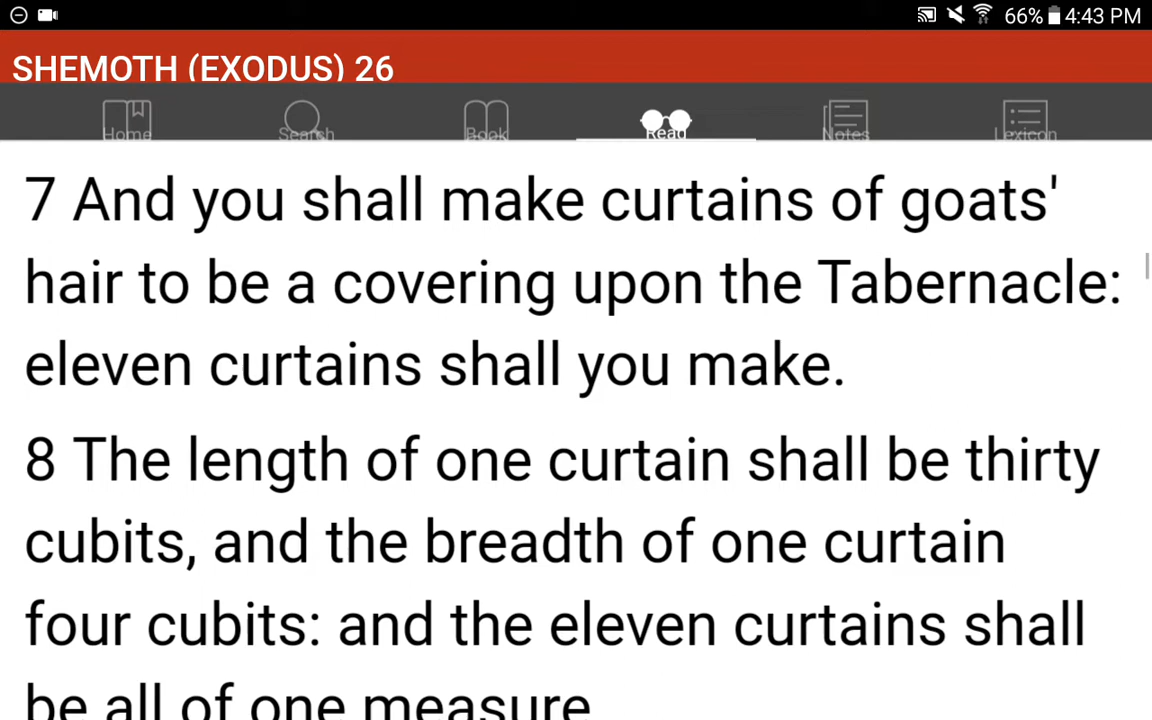 66% 4:43 PM
SHEMOTH (EXODUS) 26
Home Search Book Read Notes Lexicon
7 And you shall make curtains of goats'
hair to be a covering upon the Tabernacle:
eleven curtains shall you make.
8 The length of one curtain shall be thirty
cubits, and the breadth of one curtain
four cubits: and the eleven curtains shall
be all of one measure